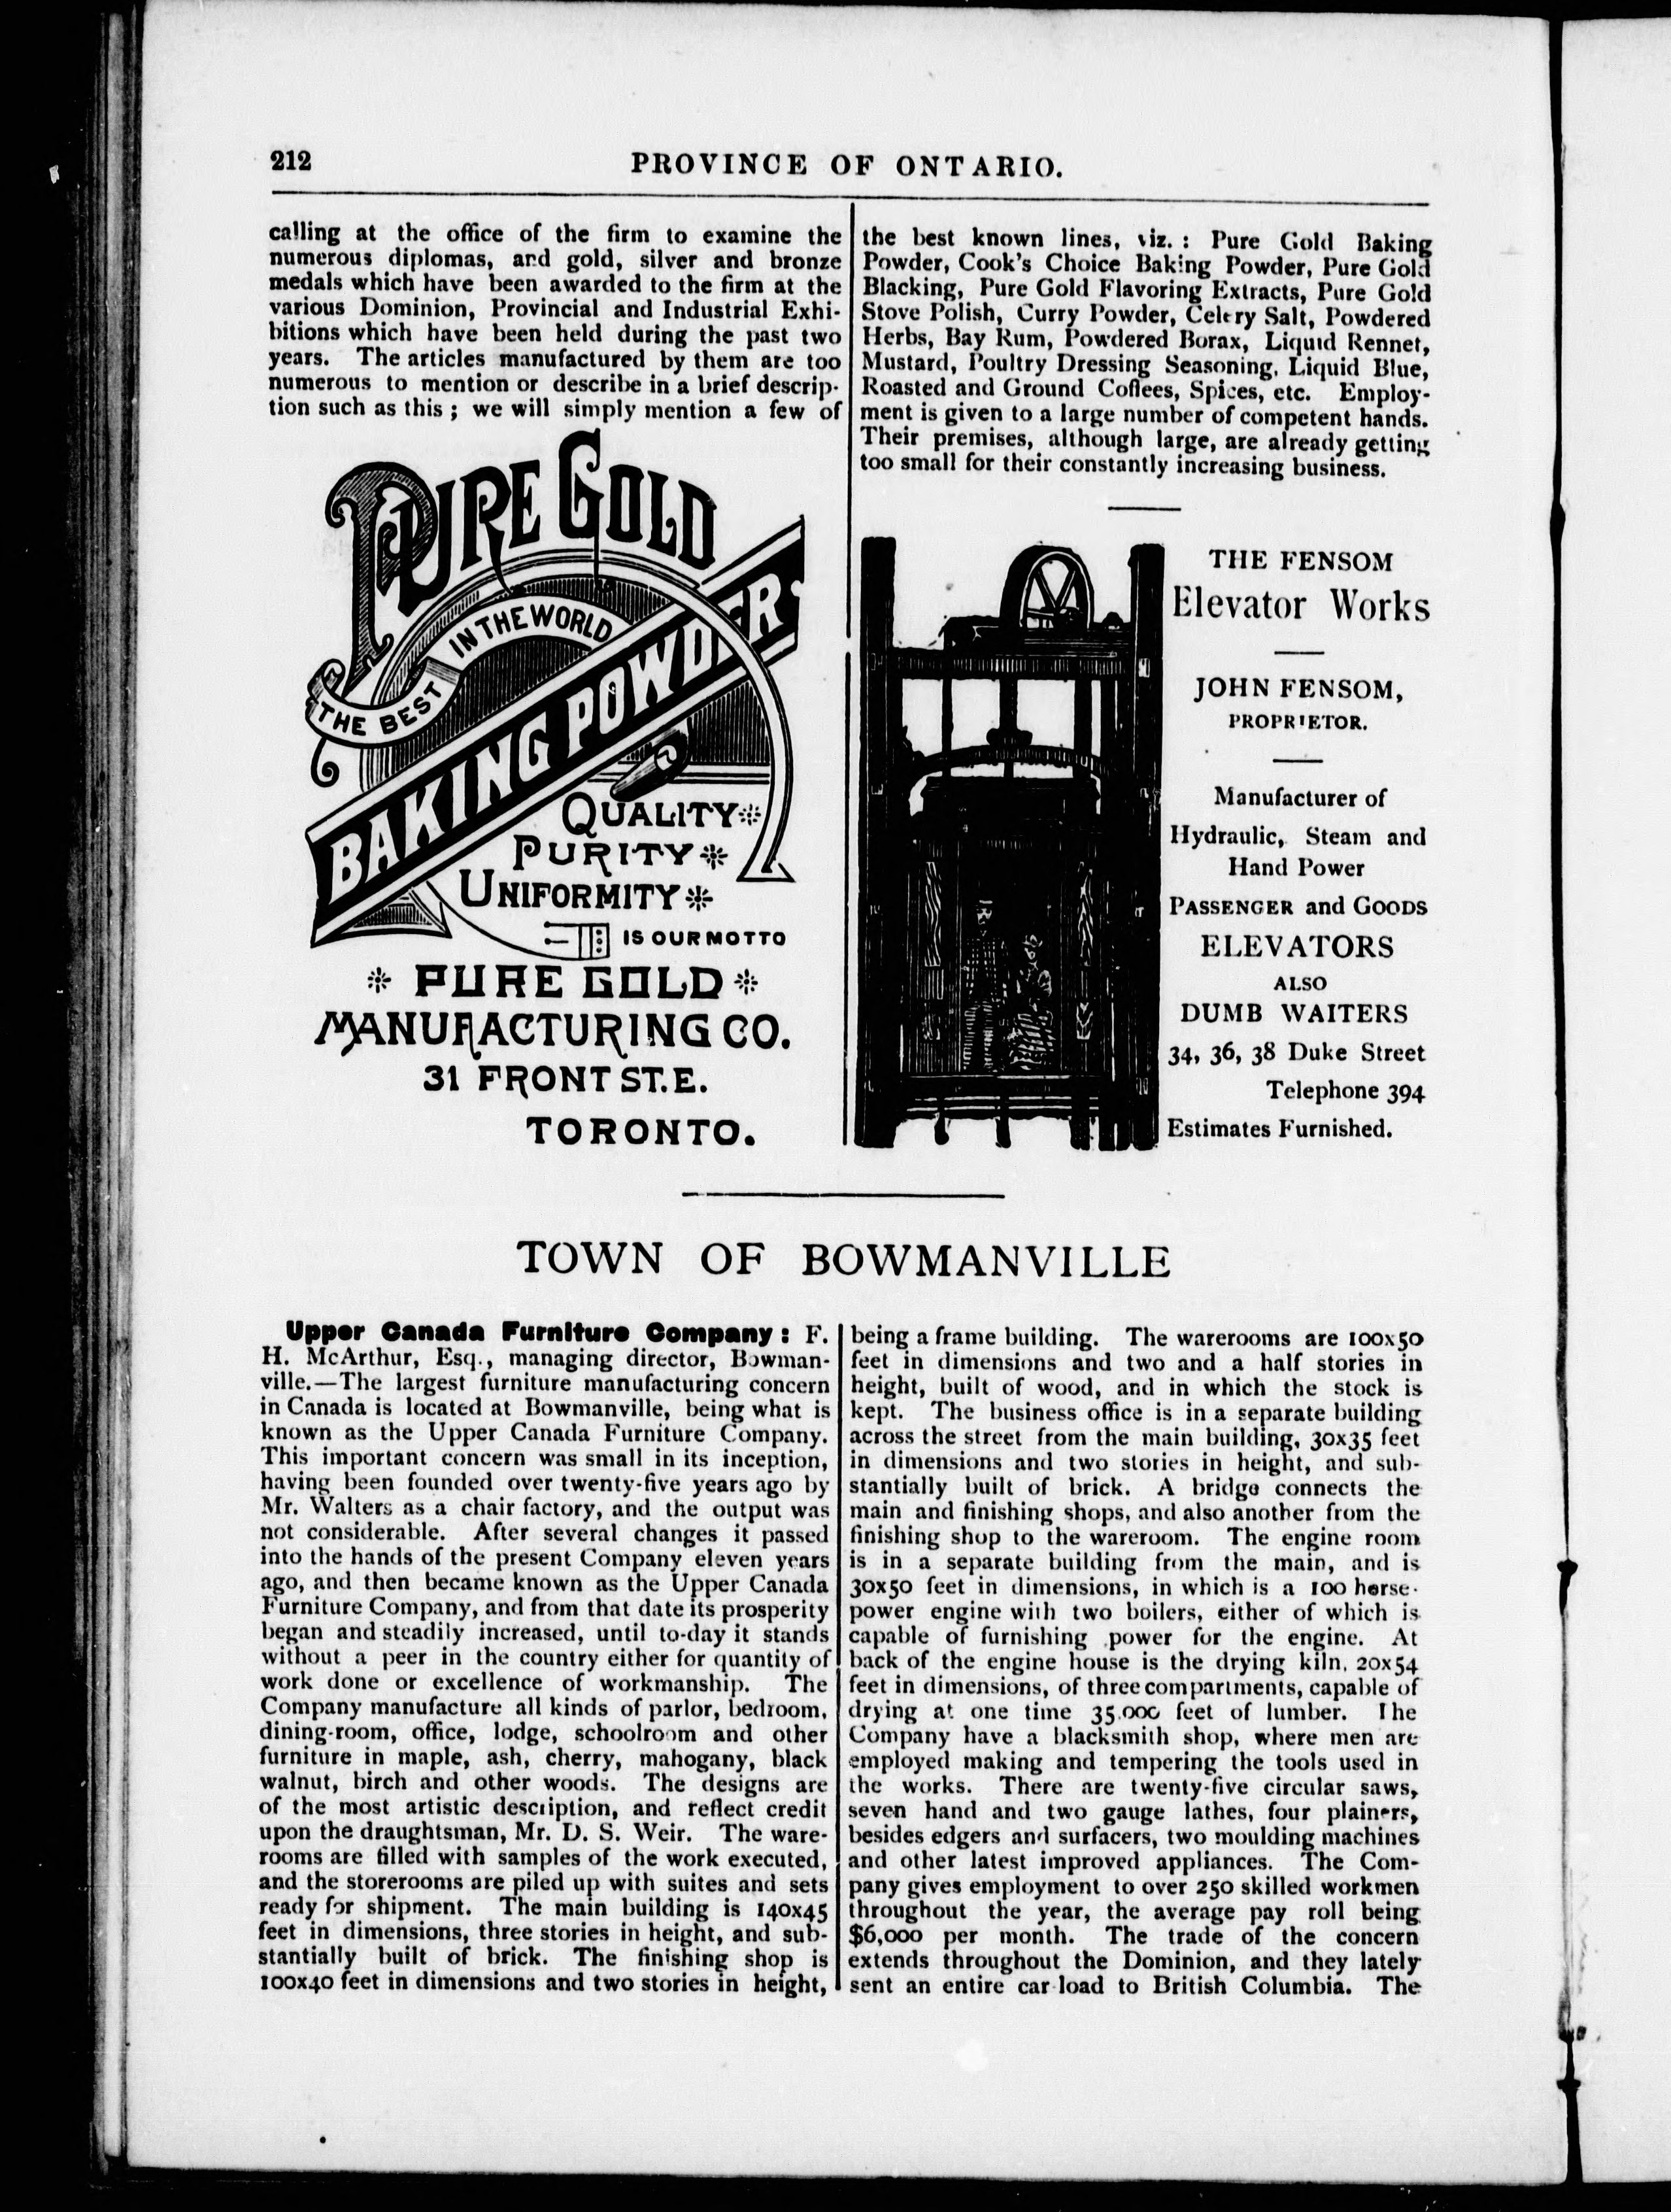 212
PROVINCE OF ONTARIO.
calling at the office of the firm to examine the
numerous diplomas, and gold, silver and bronze
medals which have been awarded to the firm at the
various Dominion, Provincial and Industrial Exhi-
bitions which have been held during the past two
years. The articles manufactured by them are too
numerous to mention or describe in a brief descrip-
tion such as this ; we will simply mention a few of
PURE GOLD
THE BEST IN THE WORLD
BAKING POWDER
QUALITY
PURITY
UNIFORMITY
IS OUR MOTTO
PURE GOLD
MANUFACTURING CO.
31 FRONT ST. E.
TORONTO.
the best known lines, viz. : Pure Gold Baking
Powder, Cook's Choice Baking Powder, Pure Gold
Blacking, Pure Gold Flavoring Extracts, Pure Gold
Stove Polish, Curry Powder, Celery Salt, Powdered
Herbs, Bay Rum, Powdered Borax, Liquid Rennet,
Mustard, Poultry Dressing Seasoning, Liquid Blue,
Roasted and Ground Coffees, Spices, etc. Employ-
ment is given to a large number of competent hands.
Their premises, although large, are already getting
too small for their constantly increasing business.
THE FENSOM
Elevator Works
JOHN FENSOM,
PROPRIETOR.
Manufacturer of
Hydraulic, Steam and
Hand Power
PASSENGER and GOODS
ELEVATORS
ALSO
DUMB WAITERS
34, 36, 38 Duke Street
Telephone 394
Estimates Furnished.
TOWN OF BOWMANVILLE
Upper Canada Furniture Company : F.
H. McArthur, Esq., managing director, Bowman-
ville.—The largest furniture manufacturing concern
in Canada is located at Bowmanville, being what is
known as the Upper Canada Furniture Company.
This important concern was small in its inception,
having been founded over twenty-five years ago by
Mr. Walters as a chair factory, and the output was
not considerable. After several changes it passed
into the hands of the present Company eleven years
ago, and then became known as the Upper Canada
Furniture Company, and from that date its prosperity
began and steadily increased, until to-day it stands
without a peer in the country either for quantity of
work done or excellence of workmanship. The
Company manufacture all kinds of parlor, bedroom,
dining-room, office, lodge, schoolroom and other
furniture in maple, ash, cherry, mahogany, black
walnut, birch and other woods. The designs are
of the most artistic description, and reflect credit
upon the draughtsman, Mr. D. S. Weir. The ware-
rooms are filled with samples of the work executed,
and the storerooms are piled up with suites and sets
ready for shipment. The main building is 140x45
feet in dimensions, three stories in height, and sub-
stantially built of brick. The finishing shop is
100x40 feet in dimensions and two stories in height,
being a frame building. The warerooms are 100x50
feet in dimensions and two and a half stories in
height, built of wood, and in which the stock is
kept. The business office is in a separate building
across the street from the main building, 30x35 feet
in dimensions and two stories in height, and sub-
stantially built of brick. A bridge connects the
main and finishing shops, and also another from the
finishing shop to the wareroom. The engine room
is in a separate building from the main, and is
30x50 feet in dimensions, in which is a 100 horse-
power engine with two boilers, either of which is
capable of furnishing power for the engine. At
back of the engine house is the drying kiln, 20x54
feet in dimensions, of three compartments, capable of
drying at one time 35,000 feet of lumber. The
Company have a blacksmith shop, where men are
employed making and tempering the tools used in
the works. There are twenty-five circular saws,
seven hand and two gauge lathes, four plainers,
besides edgers and surfacers, two moulding machines
and other latest improved appliances. The Com-
pany gives employment to over 250 skilled workmen
throughout the year, the average pay roll being
$6,000 per month. The trade of the concern
extends throughout the Dominion, and they lately
sent an entire car load to British Columbia. The